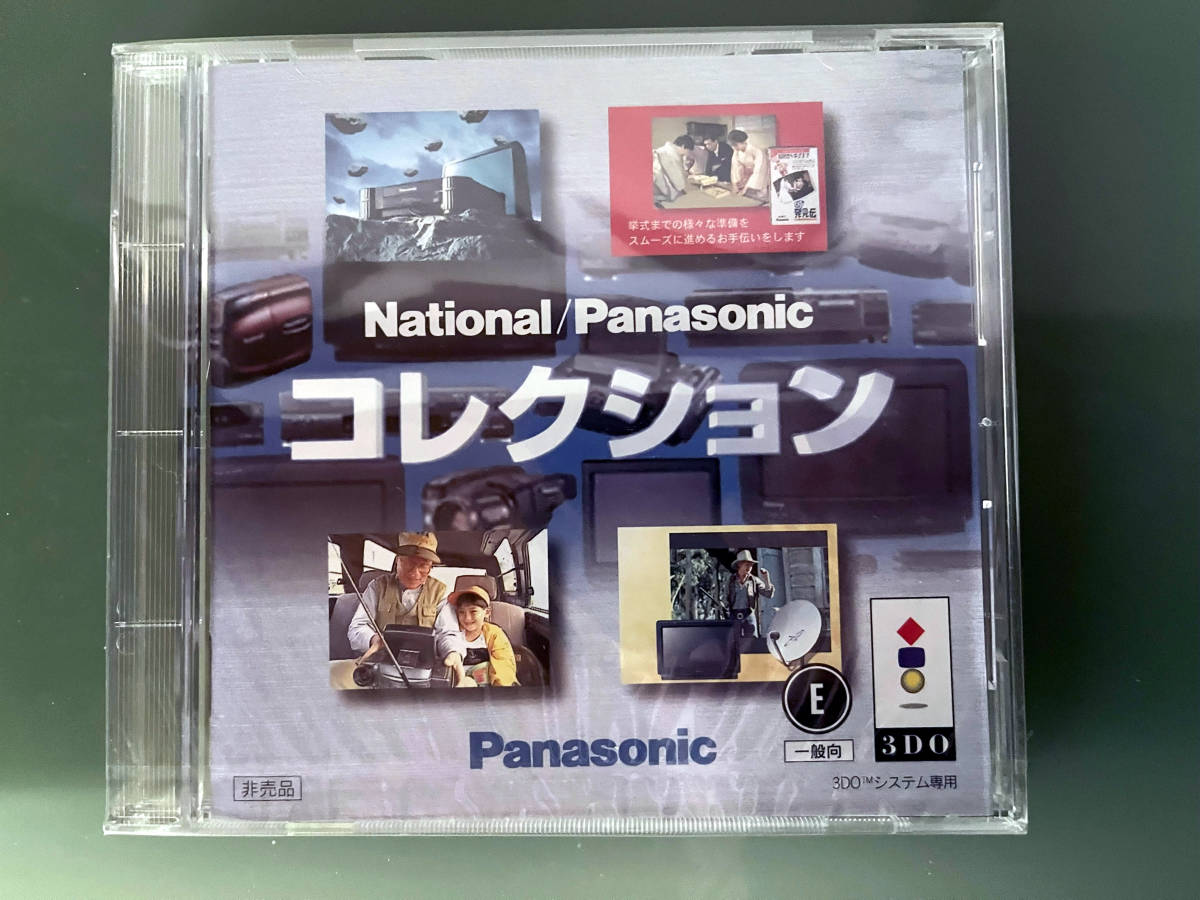 挙式までの様々な準備を
スムーズに進めるお手伝いをします
National/Panasonic
コレクション
E
一般向
Panasonic
3DO
非売品
3DO™システム専用